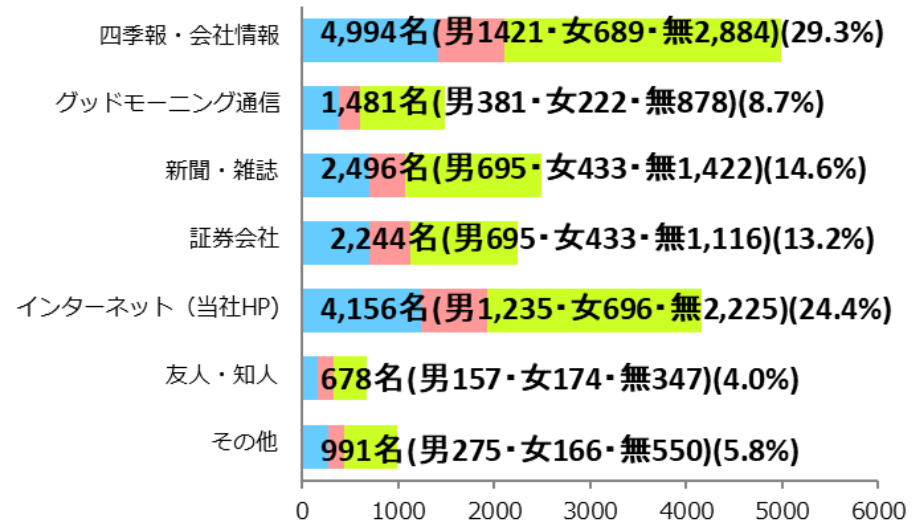 四季報・会社情報 4,994名(男1421・女689・無2,884)(29.3%)
グッドモーニング通信 1,481名(男381・女222・無878)(8.7%)
新聞・雑誌 2,496名(男695・女433・無1,422)(14.6%)
証券会社 2,244名(男695・女433・無1,116)(13.2%)
インターネット（当社HP) 4,156名(男1,235・女696・無2,225)(24.4%)
友人・知人 678名(男157・女174・無347)(4.0%)
その他 991名(男275・女166・無550)(5.8%)
0 1000 2000 3000 4000 5000 6000